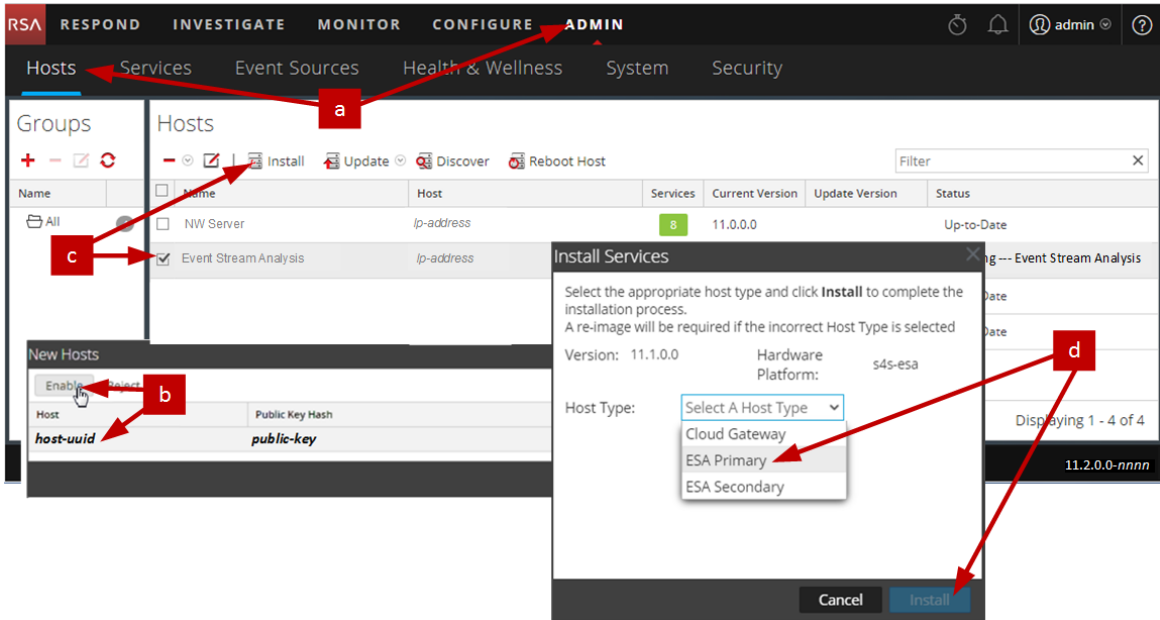 RSA RESPOND INVESTIGATE MONITOR CONFIGURE ADMIN admin
Hosts Services Event Sources Health & Wellness System Security
a
Groups
Hosts
Install Update Discover Reboot Host Filter
Name
Name Host Services Current Version Update Version Status
All
NW Server Ip-address 8 11.0.0.0 Up-to-Date
c
Event Stream Analysis Ip-address ng --- Event Stream Analysis
Date
Date
Displaying 1 - 4 of 4
11.2.0.0-nnnn
New Hosts
Enable Reject
b
Host Public Key Hash
host-uuid public-key
Install Services
Select the appropriate host type and click Install to complete the
installation process.
A re-image will be required if the incorrect Host Type is selected
Version: 11.1.0.0 Hardware
Platform: s4s-esa
d
Host Type: Select A Host Type
Cloud Gateway
ESA Primary
ESA Secondary
Cancel Install